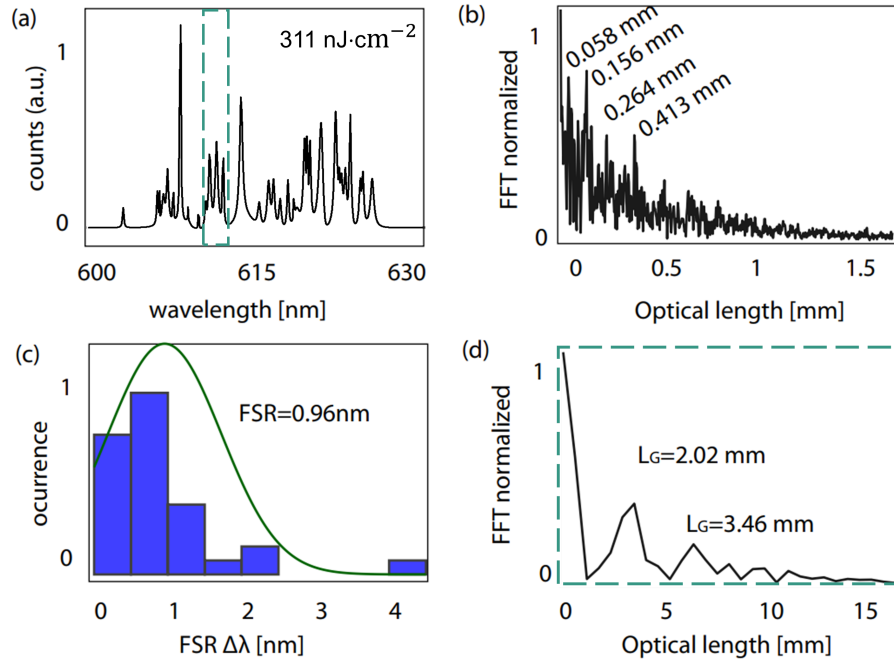 (a)
311 nJ·cm⁻²
counts (a.u.)
1
0
600
615
630
wavelength [nm]
(b)
FFT normalized
1
0
0.058 mm
0.156 mm
0.264 mm
0.413 mm
0
0.5
1
1.5
Optical length [mm]
(c)
ocurrence
1
0
FSR=0.96nm
0
1
2
3
4
FSR Δλ [nm]
(d)
FFT normalized
1
0
LG=2.02 mm
LG=3.46 mm
0
5
10
15
Optical length [mm]